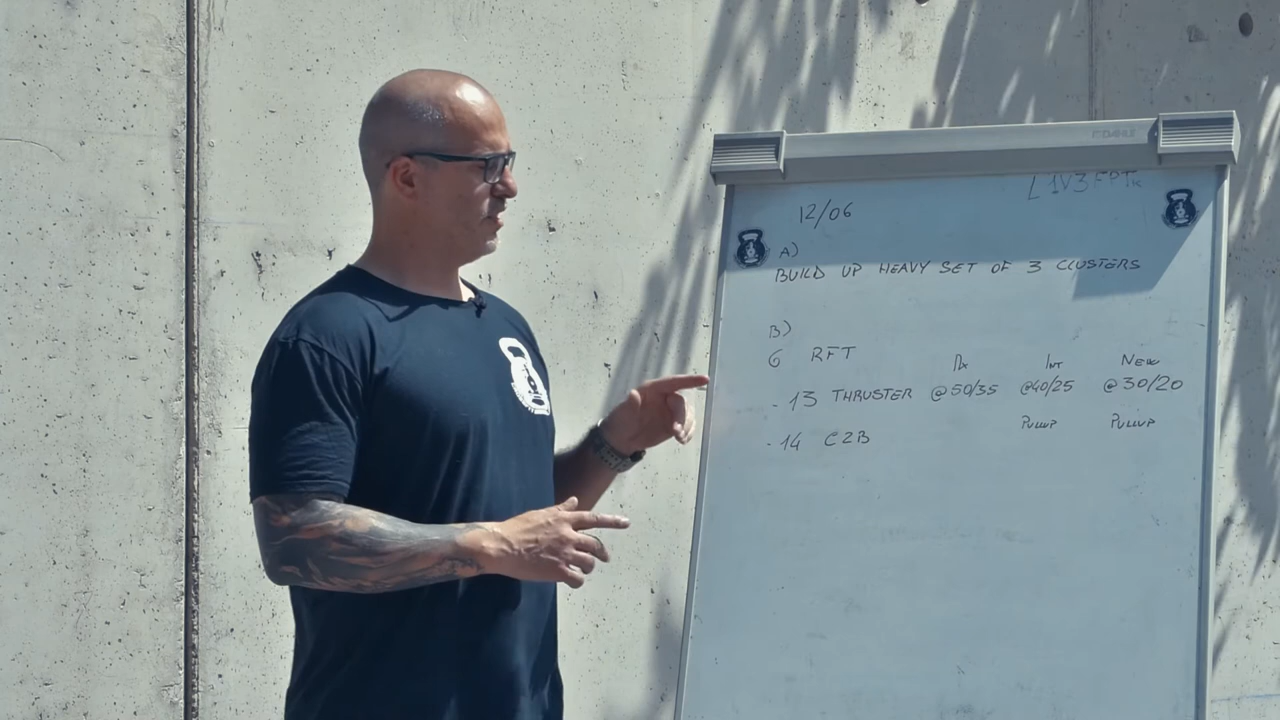 12/06
A)
BUILD UP HEAVY SET OF 3 CLUSTERS
B)
6 RFT
Rx Int New
- 13 THRUSTER @50/35 @40/25 @30/20
Pullup Pullup
- 14 C2B